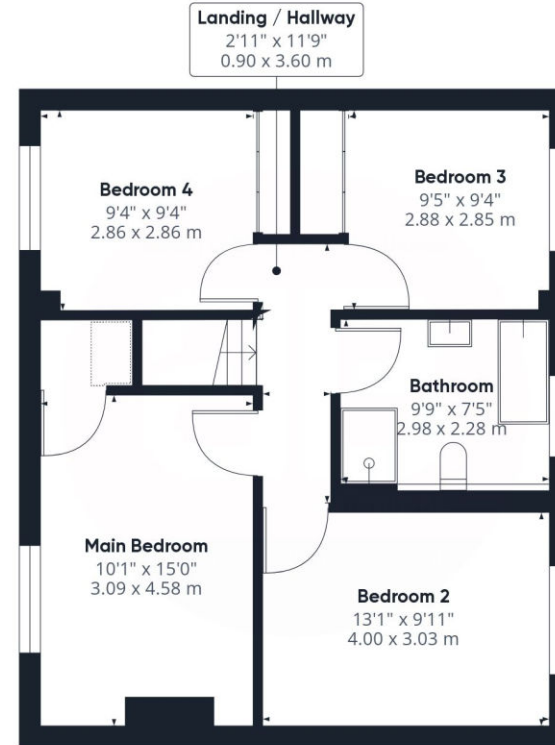 Landing / Hallway
2'11" x 11'9"
0.90 x 3.60 m
Bedroom 4
9'4" x 9'4"
2.86 x 2.86 m
Bedroom 3
9'5" x 9'4"
2.88 x 2.85 m
Bathroom
9'9" x 7'5"
2.98 x 2.28 m
Main Bedroom
10'1" x 15'0"
3.09 x 4.58 m
Bedroom 2
13'1" x 9'11"
4.00 x 3.03 m